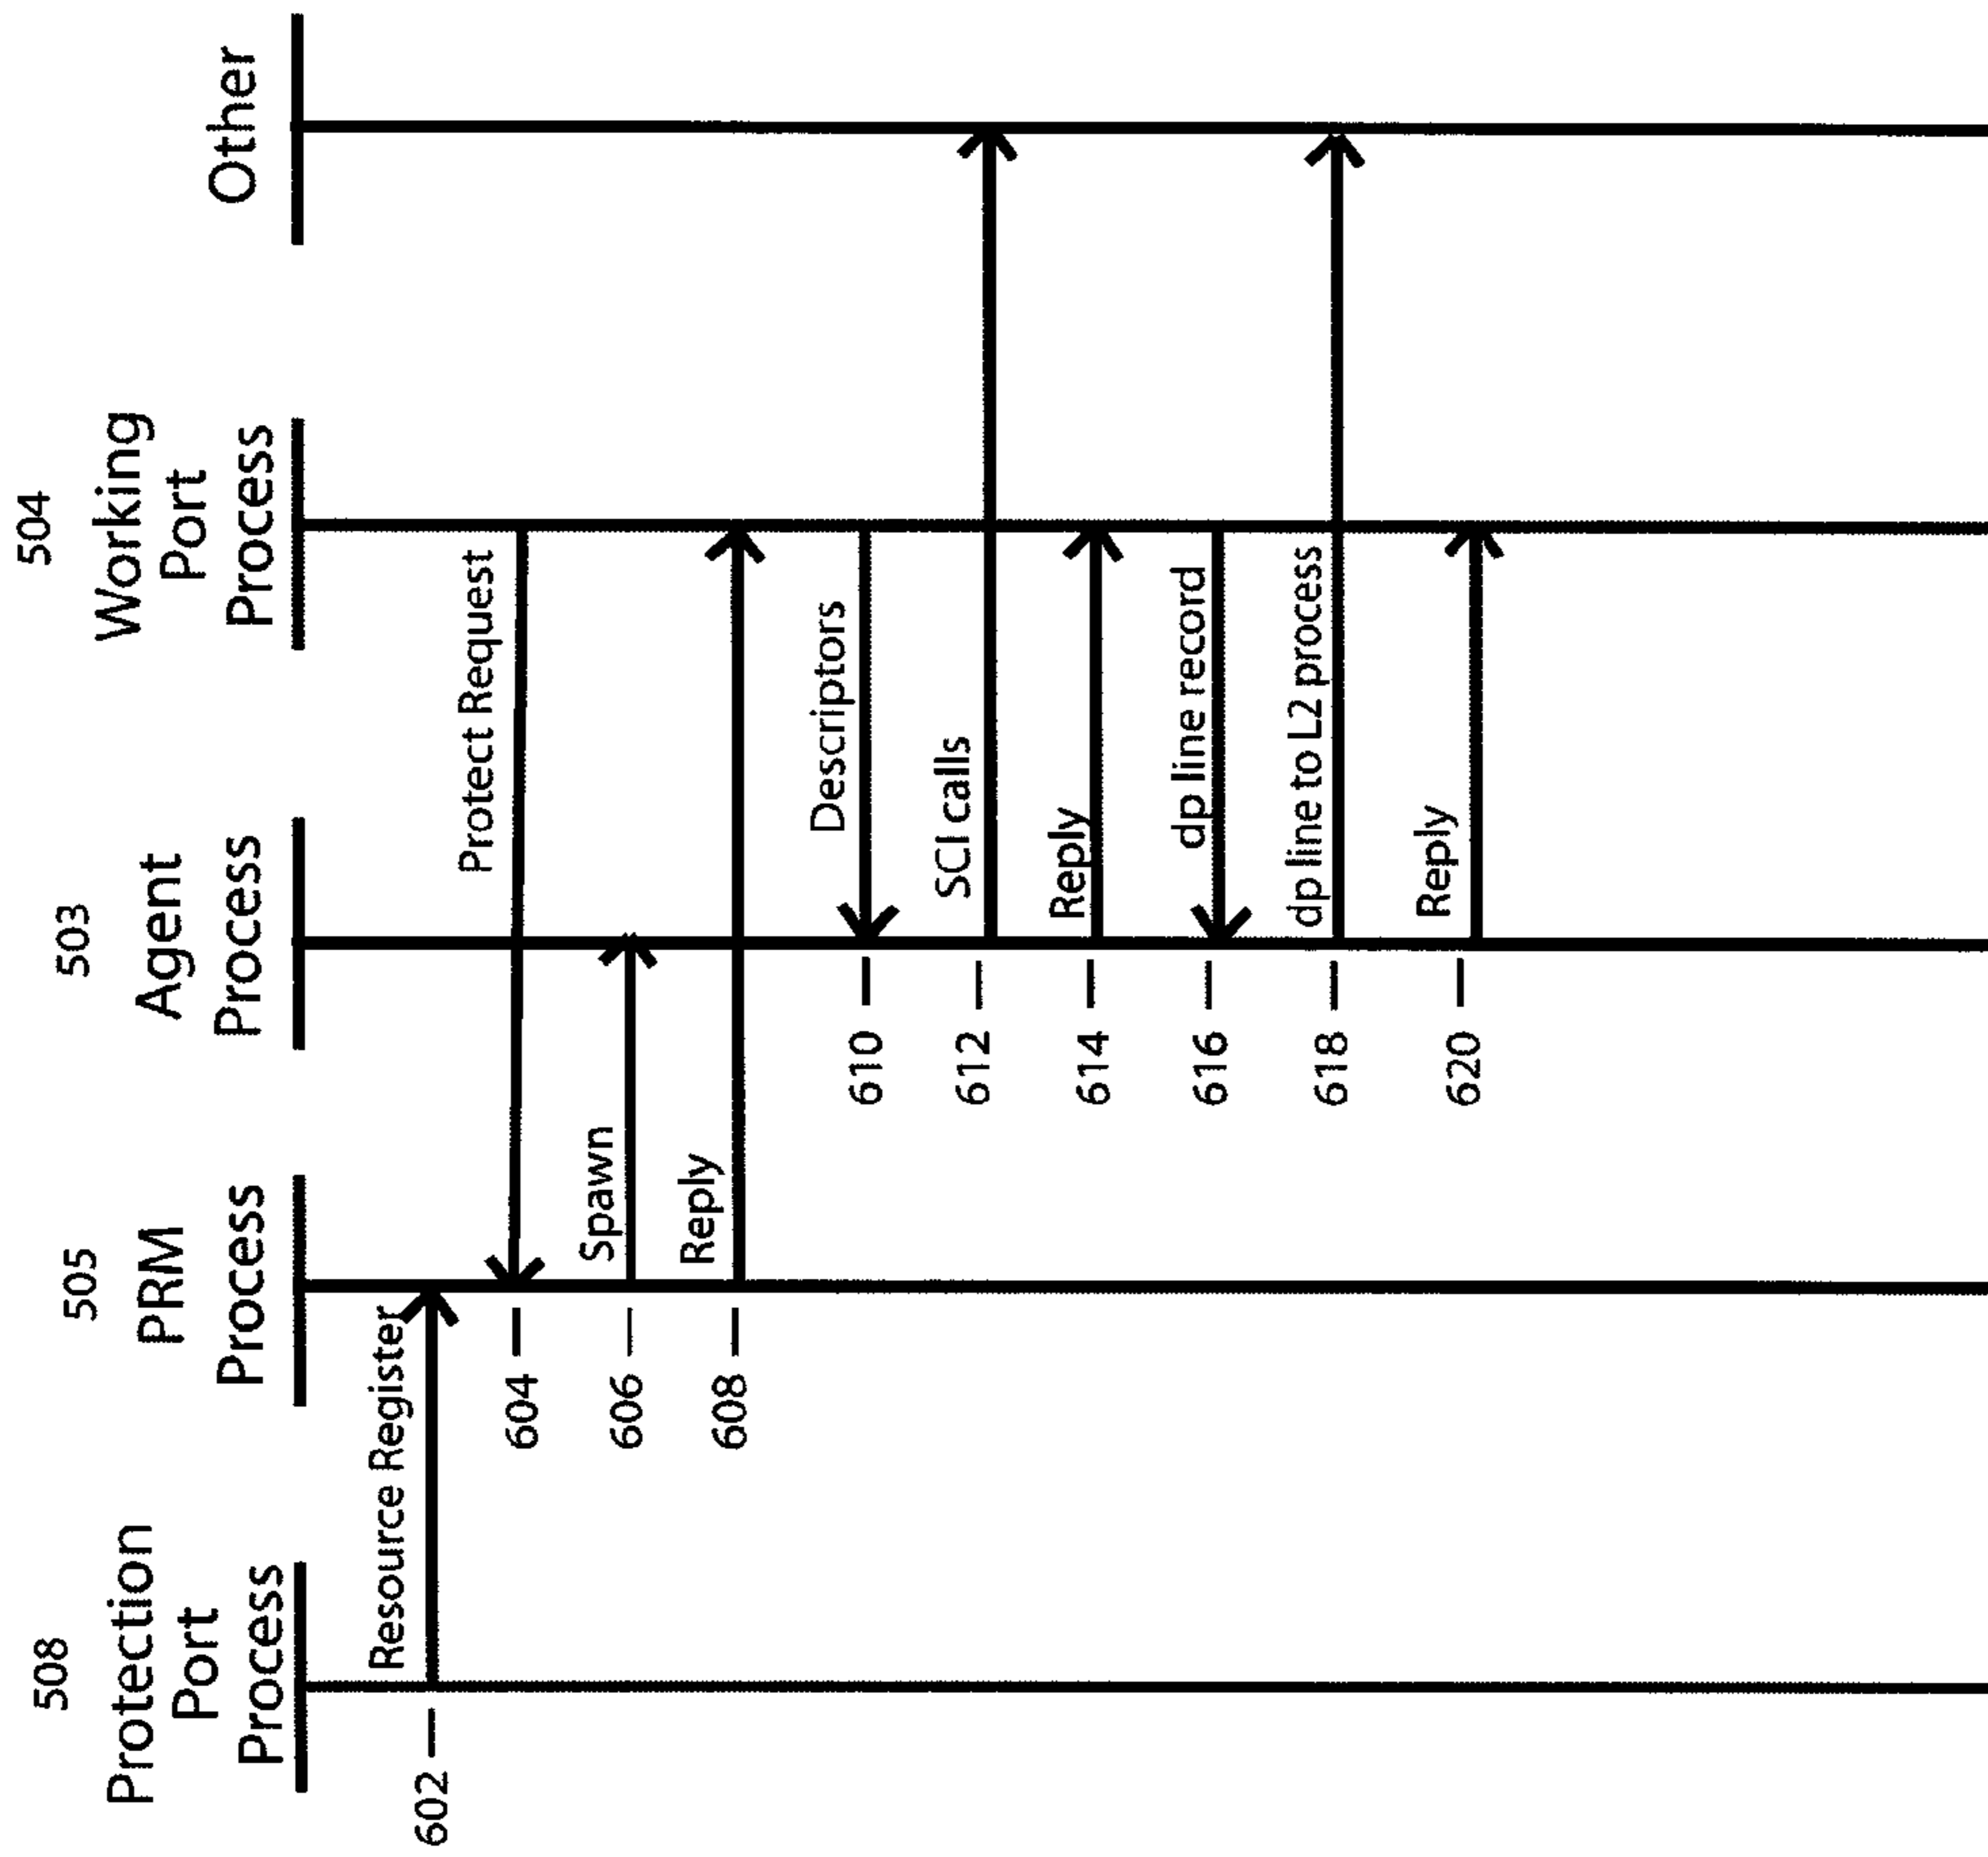 508
Protection
Port
Process
505
PRM
Process
503
Agent
Process
504
Working
Port
Process
Other
602
Resource Register
604
Protect Request
606
Spawn
608
Reply
610
Descriptors
612
SCI calls
614
Reply
616
dp line record
618
dp line to L2 process
620
Reply